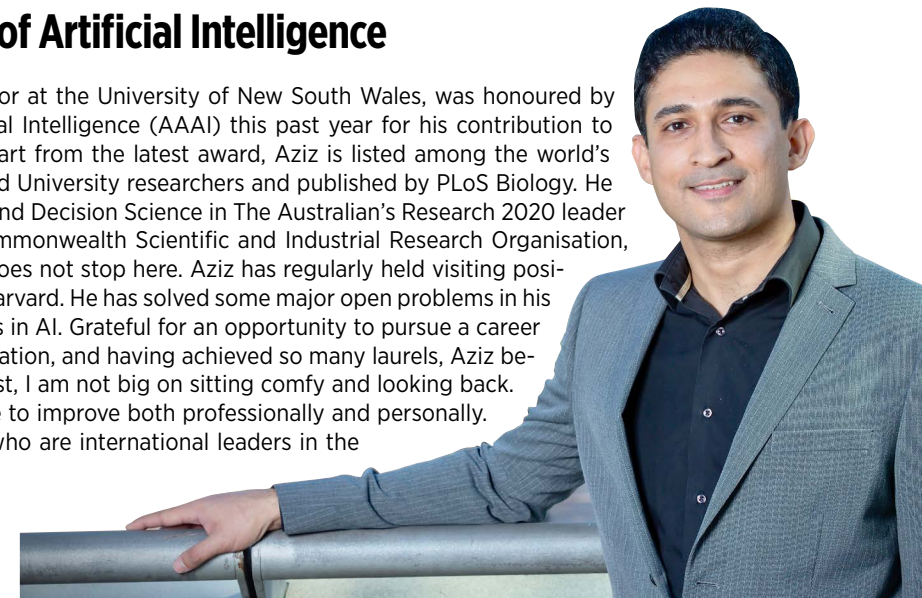 of Artificial Intelligence
or at the University of New South Wales, was honoured by
al Intelligence (AAAI) this past year for his contribution to
art from the latest award, Aziz is listed among the world’s
d University researchers and published by PLoS Biology. He
nd Decision Science in The Australian’s Research 2020 leader
mmonwealth Scientific and Industrial Research Organisation,
oes not stop here. Aziz has regularly held visiting posi-
arvard. He has solved some major open problems in his
s in AI. Grateful for an opportunity to pursue a career
ation, and having achieved so many laurels, Aziz be-
st, I am not big on sitting comfy and looking back.
e to improve both professionally and personally.
who are international leaders in the